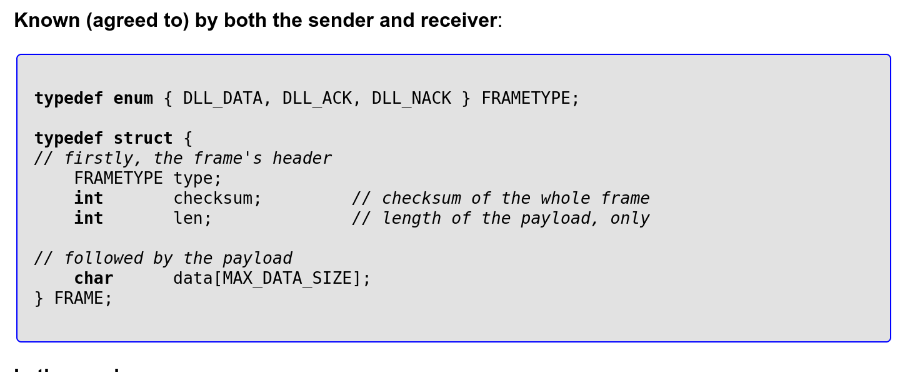 Known (agreed to) by both the sender and receiver:
typedef enum { DLL_DATA, DLL_ACK, DLL_NACK } FRAMETYPE;
typedef struct {
// firstly, the frame's header
    FRAMETYPE type;
    int       checksum;         // checksum of the whole frame
    int       len;              // length of the payload, only
// followed by the payload
    char      data[MAX_DATA_SIZE];
} FRAME;